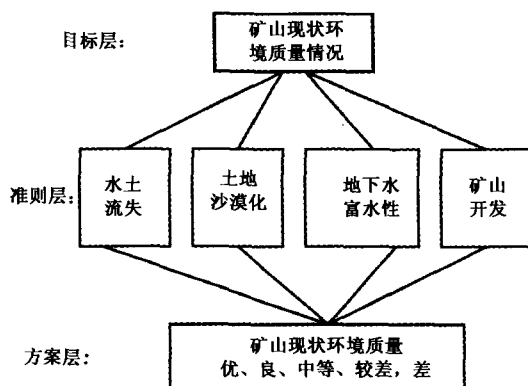 目标层:
矿山现状环
境质量情况
准则层:
水土
流失
土地
沙漠化
地下水
富水性
矿山
开发
方案层:
矿山现状环境质量
优、良、中等、较差,差